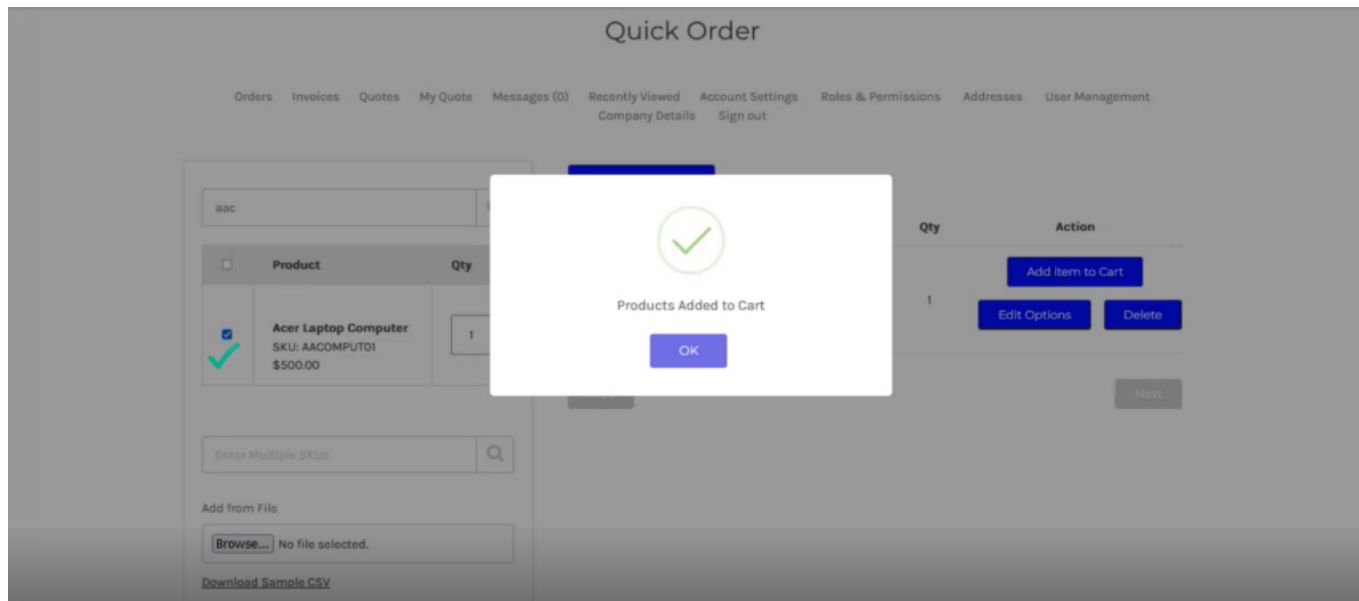 Quick Order
Orders Invoices Quotes My Quote Messages (0) Recently Viewed Account Settings Roles & Permissions Addresses User Management
Company Details Sign out
aac
Product Qty
Acer Laptop Computer
SKU: AACOMPUT01
$500.00
1
Enter Multiple SKUs
Add from File
Browse... No file selected.
Download Sample CSV
Products Added to Cart
OK
Qty Action
1
Add item to Cart
Edit Options Delete
Next